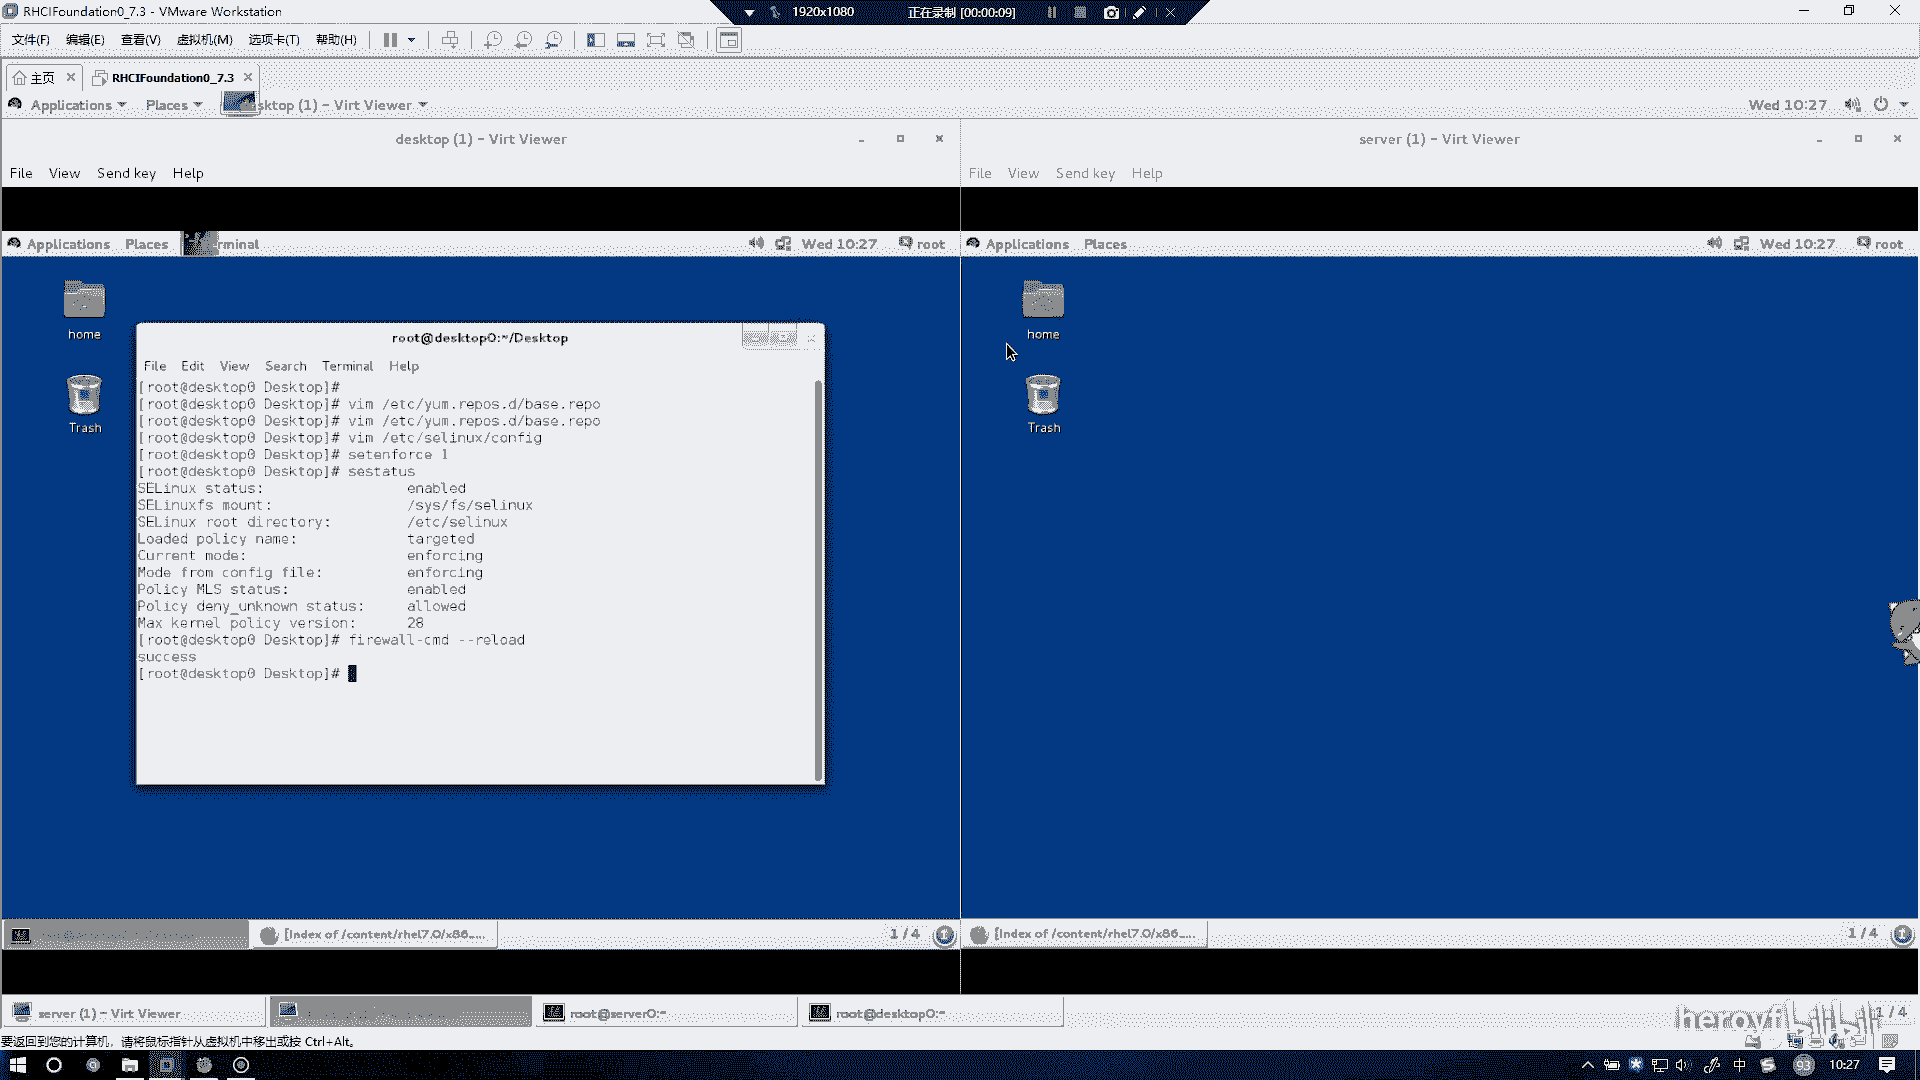 RHCIFoundation0_7.3 - VMware Workstation
1920x1080
正在录制 [00:00:09]
文件(F) 编辑(E) 查看(V) 虚拟机(M) 选项卡(T) 帮助(H)
主页
RHCIFoundation0_7.3
Applications Places
sktop (1) - Virt Viewer
Wed 10:27
desktop (1) - Virt Viewer
server (1) - Virt Viewer
File View Send key Help
File View Send key Help
Applications Places
rminal
Wed 10:27 root
Applications Places
Wed 10:27 root
home
home
Trash
Trash
root@desktop0:~/Desktop
File Edit View Search Terminal Help
[root@desktop0 Desktop]#
[root@desktop0 Desktop]# vim /etc/yum.repos.d/base.repo
[root@desktop0 Desktop]# vim /etc/yum.repos.d/base.repo
[root@desktop0 Desktop]# vim /etc/selinux/config
[root@desktop0 Desktop]# setenforce 1
[root@desktop0 Desktop]# sestatus
SELinux status: enabled
SELinuxfs mount: /sys/fs/selinux
SELinux root directory: /etc/selinux
Loaded policy name: targeted
Current mode: enforcing
Mode from config file: enforcing
Policy MLS status: enabled
Policy deny_unknown status: allowed
Max kernel policy version: 28
[root@desktop0 Desktop]# firewall-cmd --reload
success
[root@desktop0 Desktop]#
[Index of /content/rhel7.0/x86_...
1 / 4
[Index of /content/rhel7.0/x86_...
1 / 4
server (1) - Virt Viewer
root@server0:~
root@desktop0:~
1 / 4
要返回到您的计算机，请将鼠标指针从虚拟机中移出或按 Ctrl+Alt。
中
93
10:27